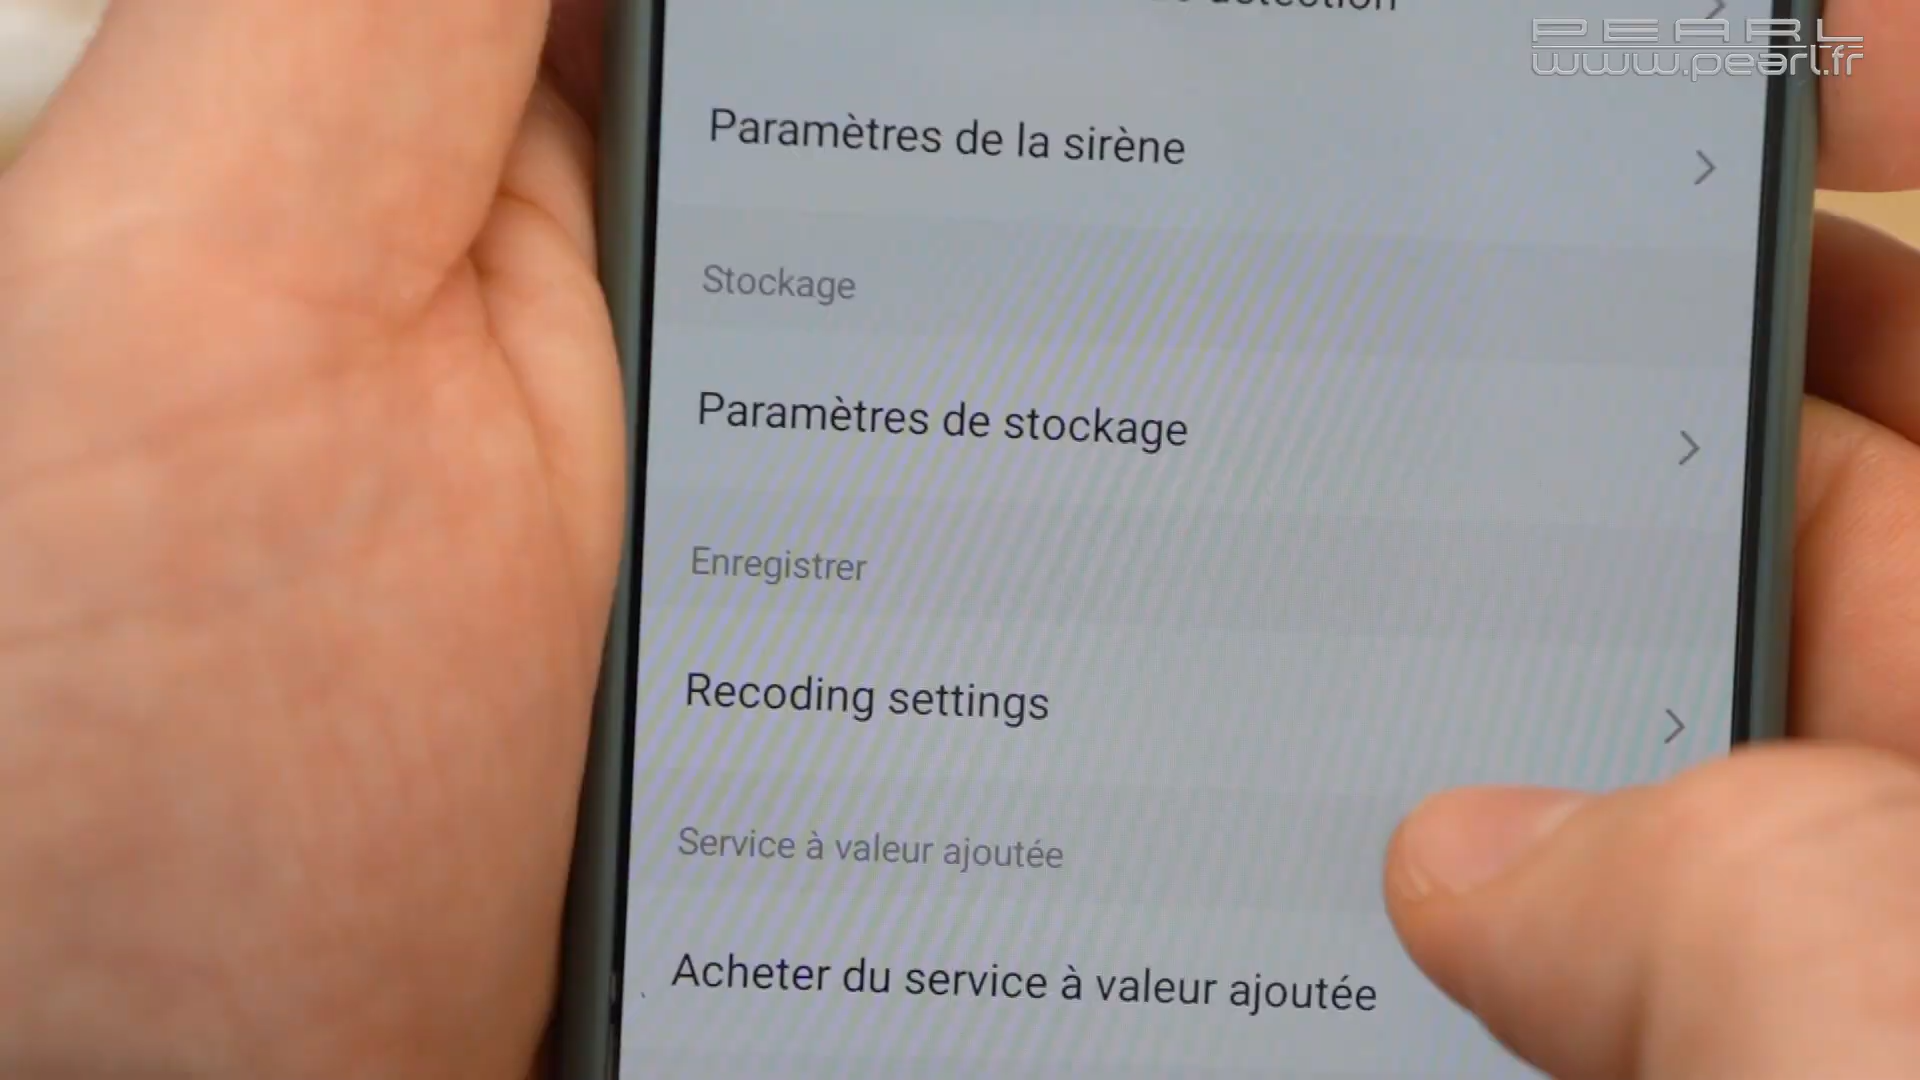 détection
PEARL
www.pearl.fr
Paramètres de la sirène
Stockage
Paramètres de stockage
Enregistrer
Recoding settings
Service à valeur ajoutée
Acheter du service à valeur ajoutée